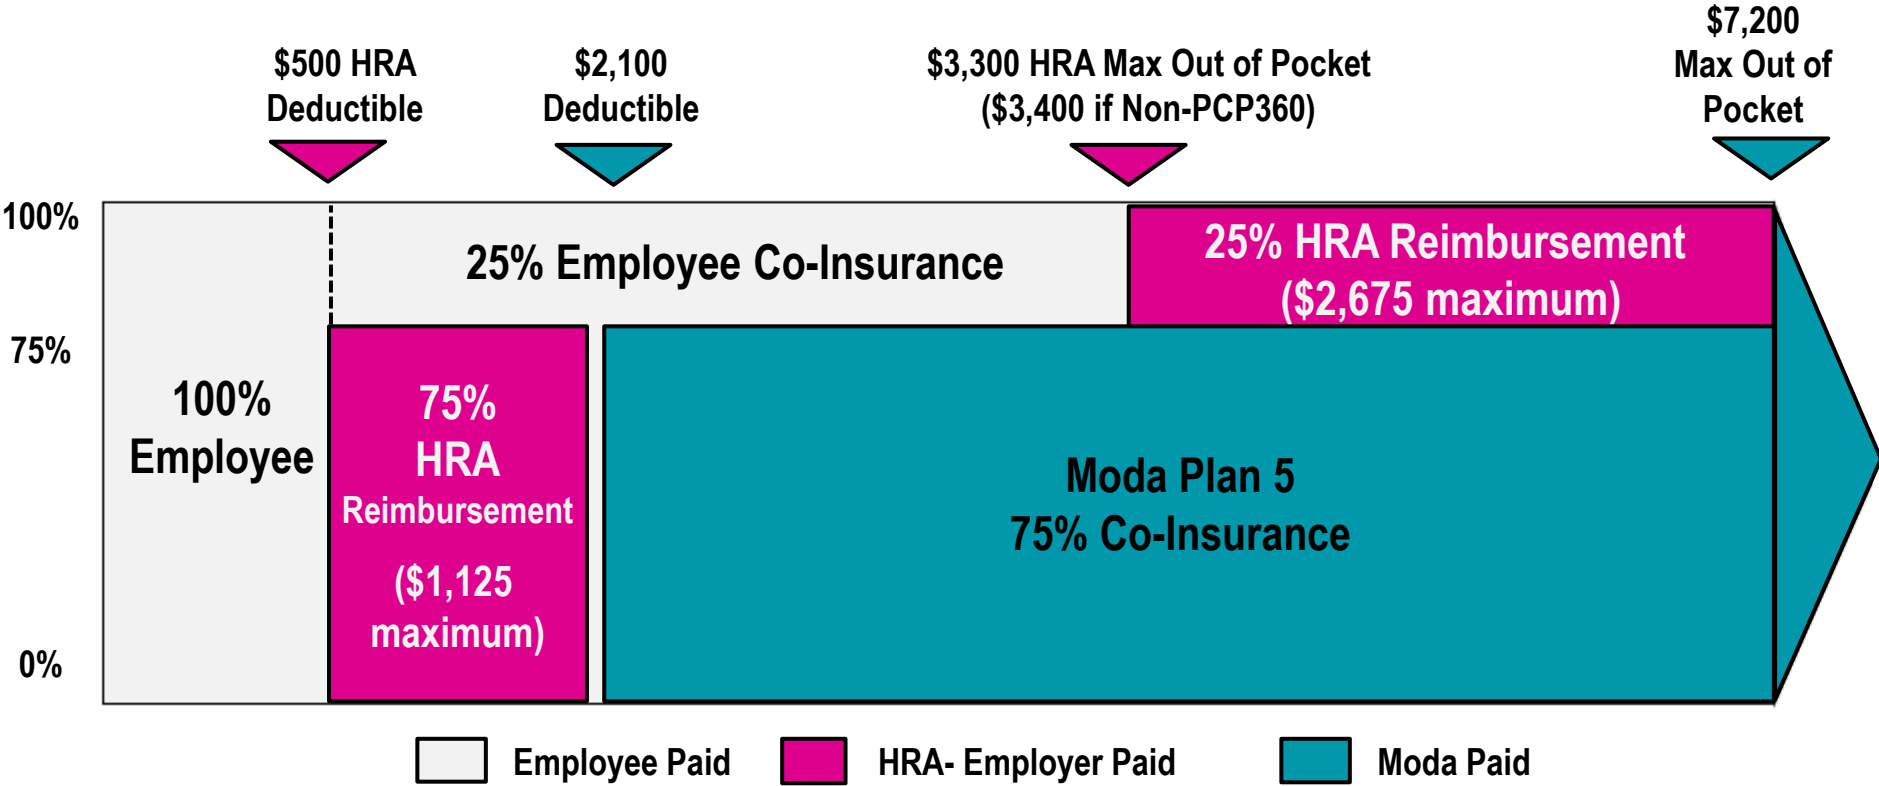 $7,200
Max Out of
Pocket
$500 HRA
Deductible
$2,100
Deductible
$3,300 HRA Max Out of Pocket
($3,400 if Non-PCP360)
100%
75%
0%
25% Employee Co-Insurance
25% HRA Reimbursement
($2,675 maximum)
100%
Employee
75%
HRA
Reimbursement
($1,125
maximum)
Moda Plan 5
75% Co-Insurance
Employee Paid
HRA- Employer Paid
Moda Paid